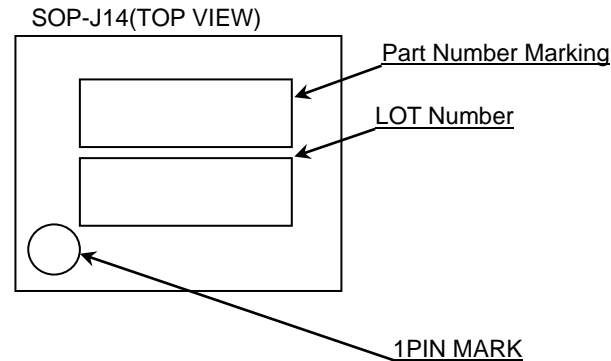 SOP-J14(TOP VIEW)
Part Number Marking
LOT Number
1PIN MARK